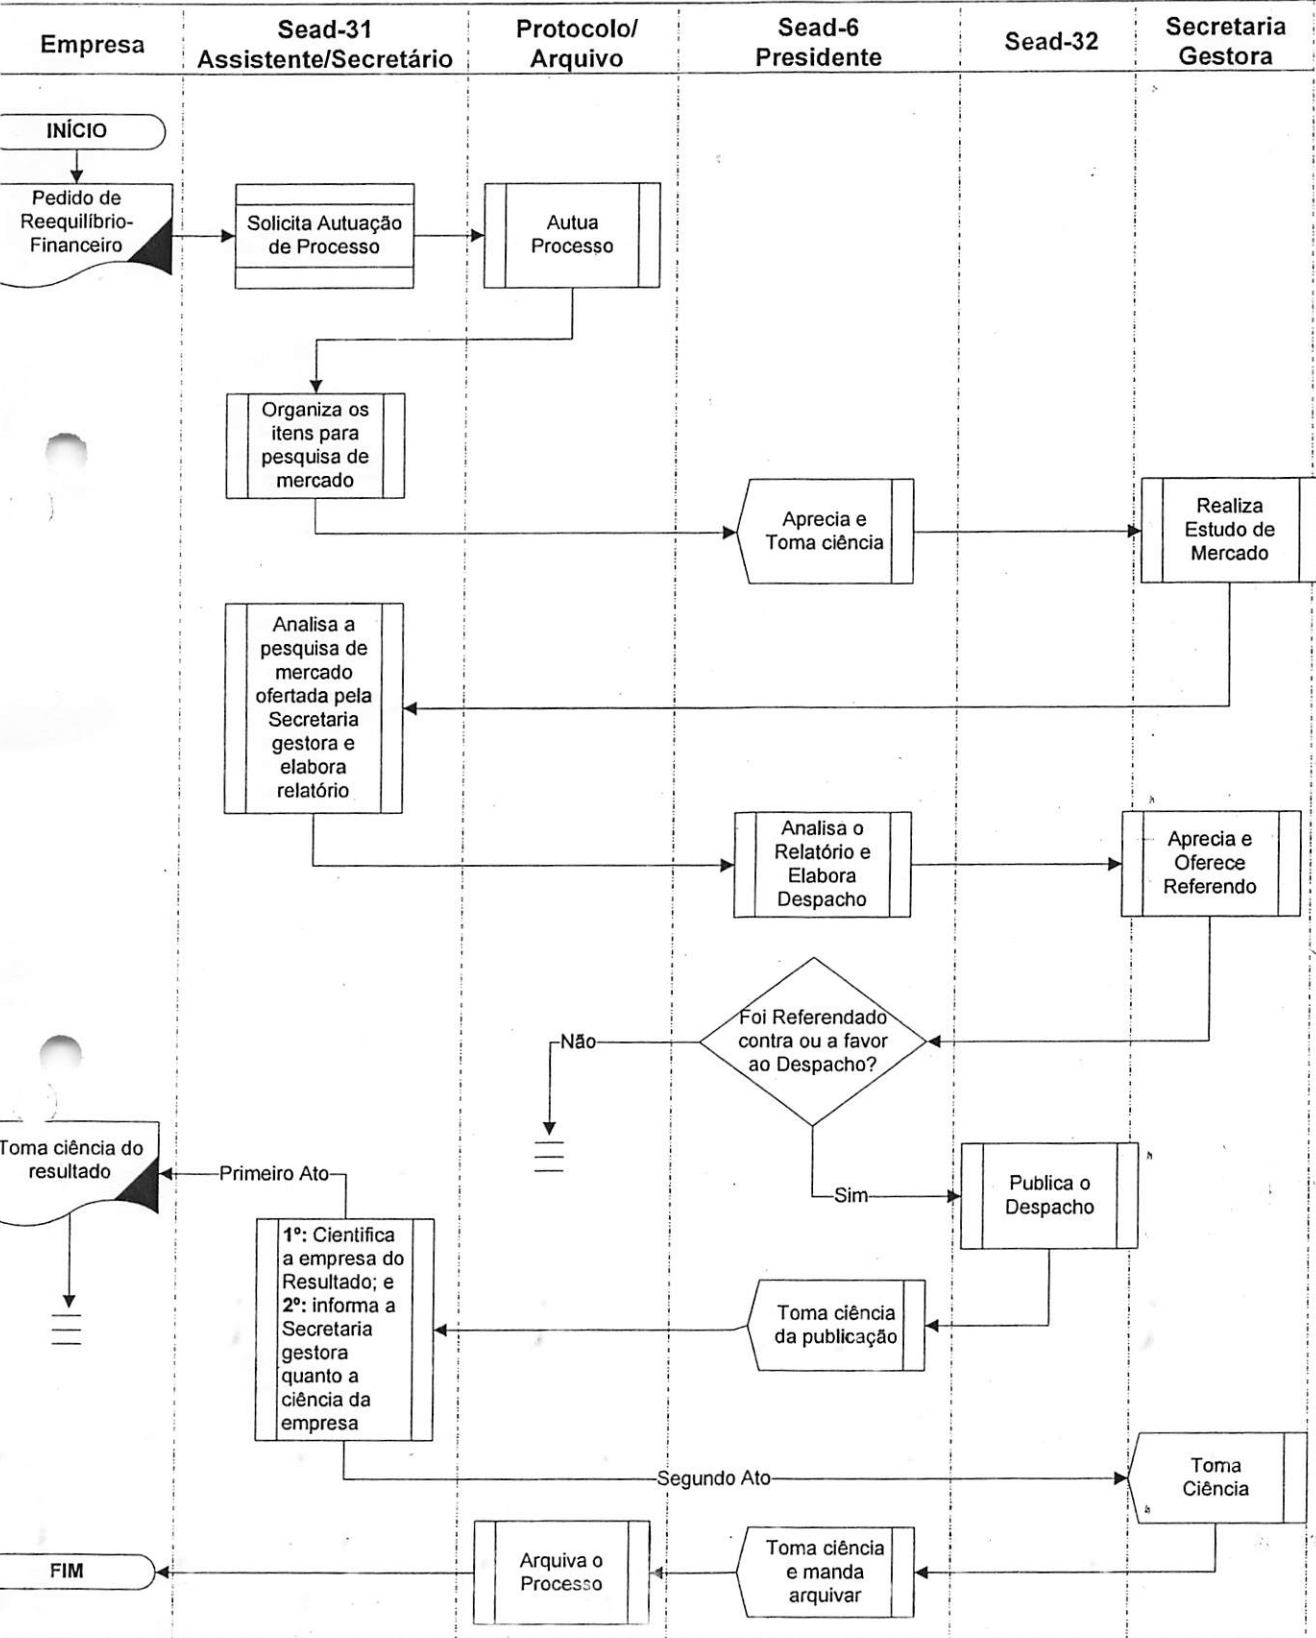 Empresa
Sead-31
Assistente/Secretário
Protocolo/
Arquivo
Sead-6
Presidente
Sead-32
Secretaria
Gestora
INÍCIO
Pedido de
Reequilíbrio-
Financeiro
Solicita Autuação
de Processo
Autua
Processo
Organiza os
itens para
pesquisa de
mercado
Aprecia e
Toma ciência
Realiza
Estudo de
Mercado
Analisa a
pesquisa de
mercado
ofertada pela
Secretaria
gestora e
elabora
relatório
Analisa o
Relatório e
Elabora
Despacho
Aprecia e
Oferece
Referendo
Foi Referendado
contra ou a favor
ao Despacho?
Não
Sim
Publica o
Despacho
Toma ciência
da publicação
1º: Cientifica
a empresa do
Resultado; e
2º: informa a
Secretaria
gestora
quanto a
ciência da
empresa
Primeiro Ato
Toma ciência do
resultado
Segundo Ato
Toma
Ciência
Toma ciência
e manda
arquivar
Arquiva o
Processo
FIM